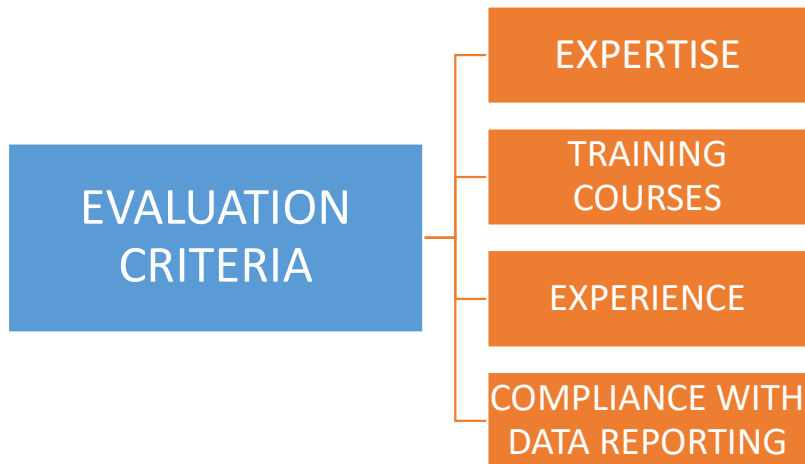 EVALUATION
CRITERIA
EXPERTISE
TRAINING
COURSES
EXPERIENCE
COMPLIANCE WITH
DATA REPORTING